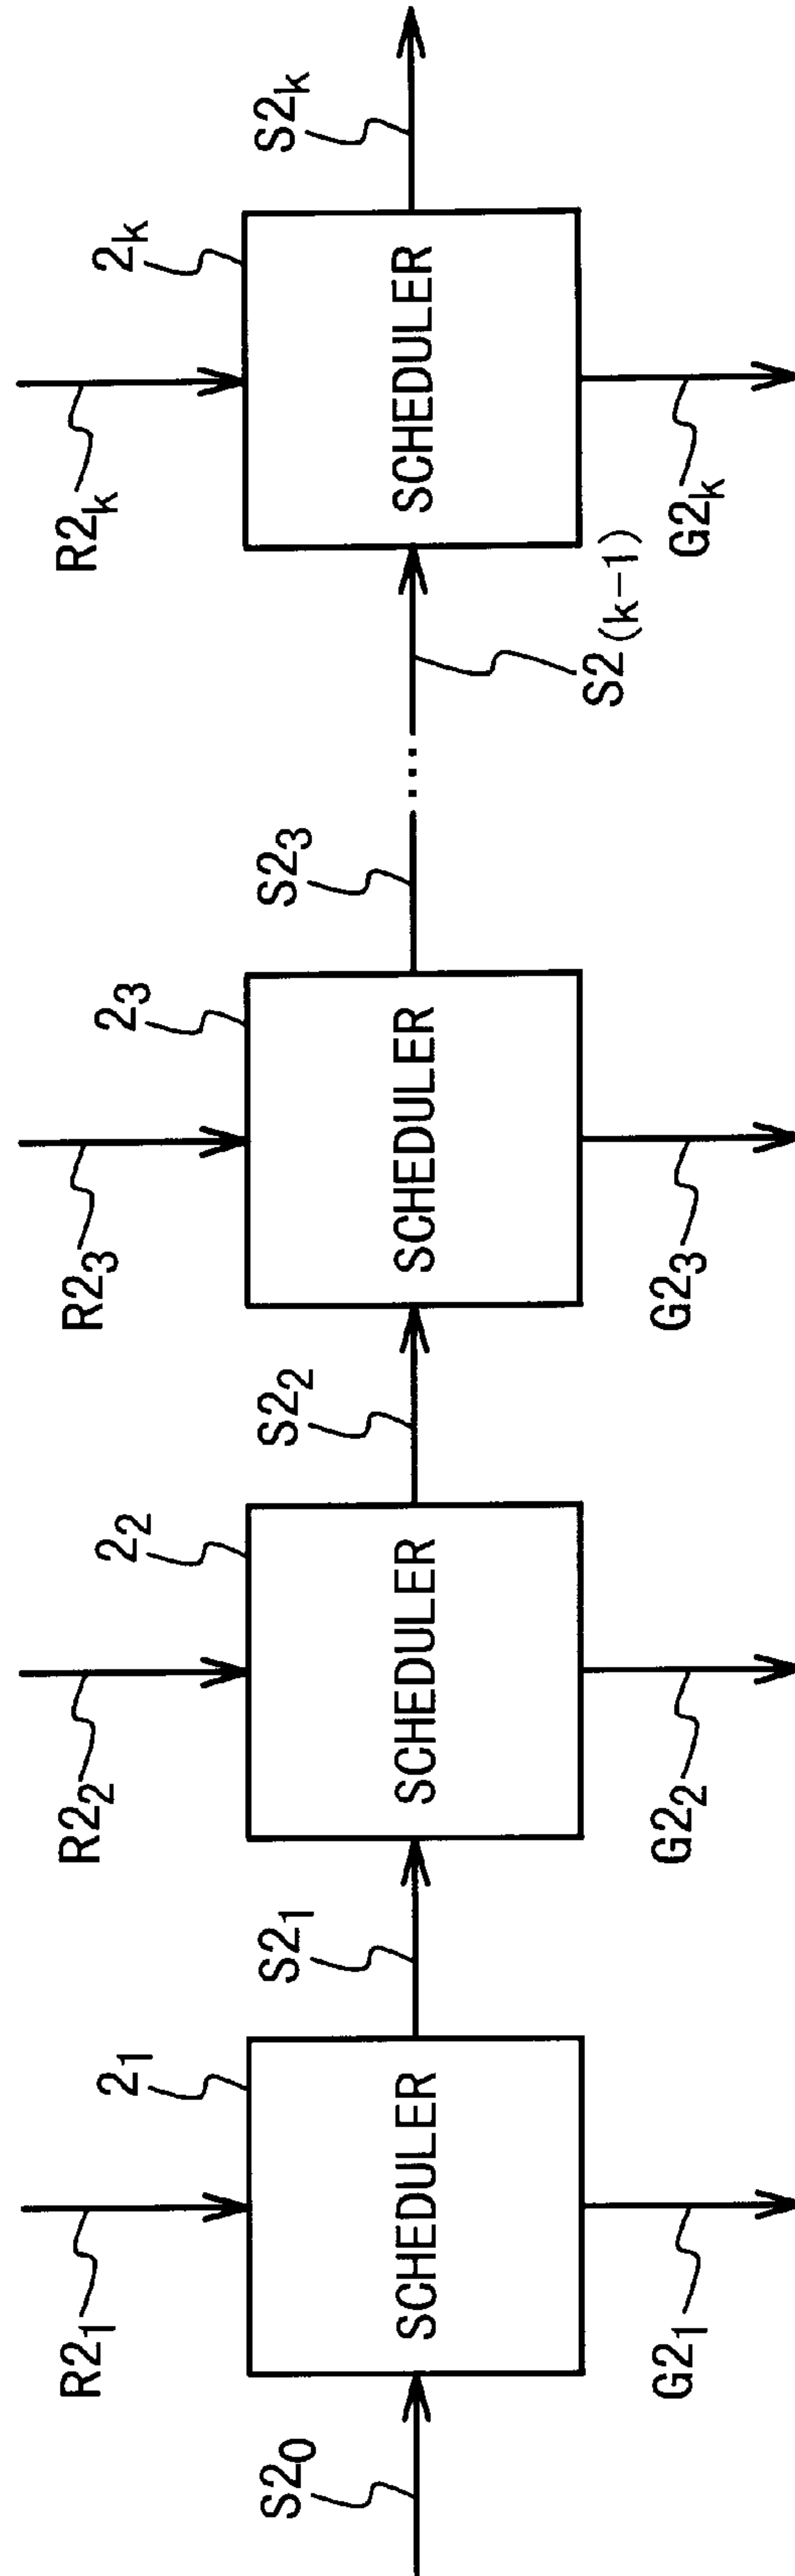 R2₁
R2₂
R2₃
R2ₖ
2₁
2₂
2₃
2ₖ
S2₀
SCHEDULER
S2₁
SCHEDULER
S2₂
SCHEDULER
S2₃
...
S2₍ₖ₋₁₎
SCHEDULER
S2ₖ
G2₁
G2₂
G2₃
G2ₖ